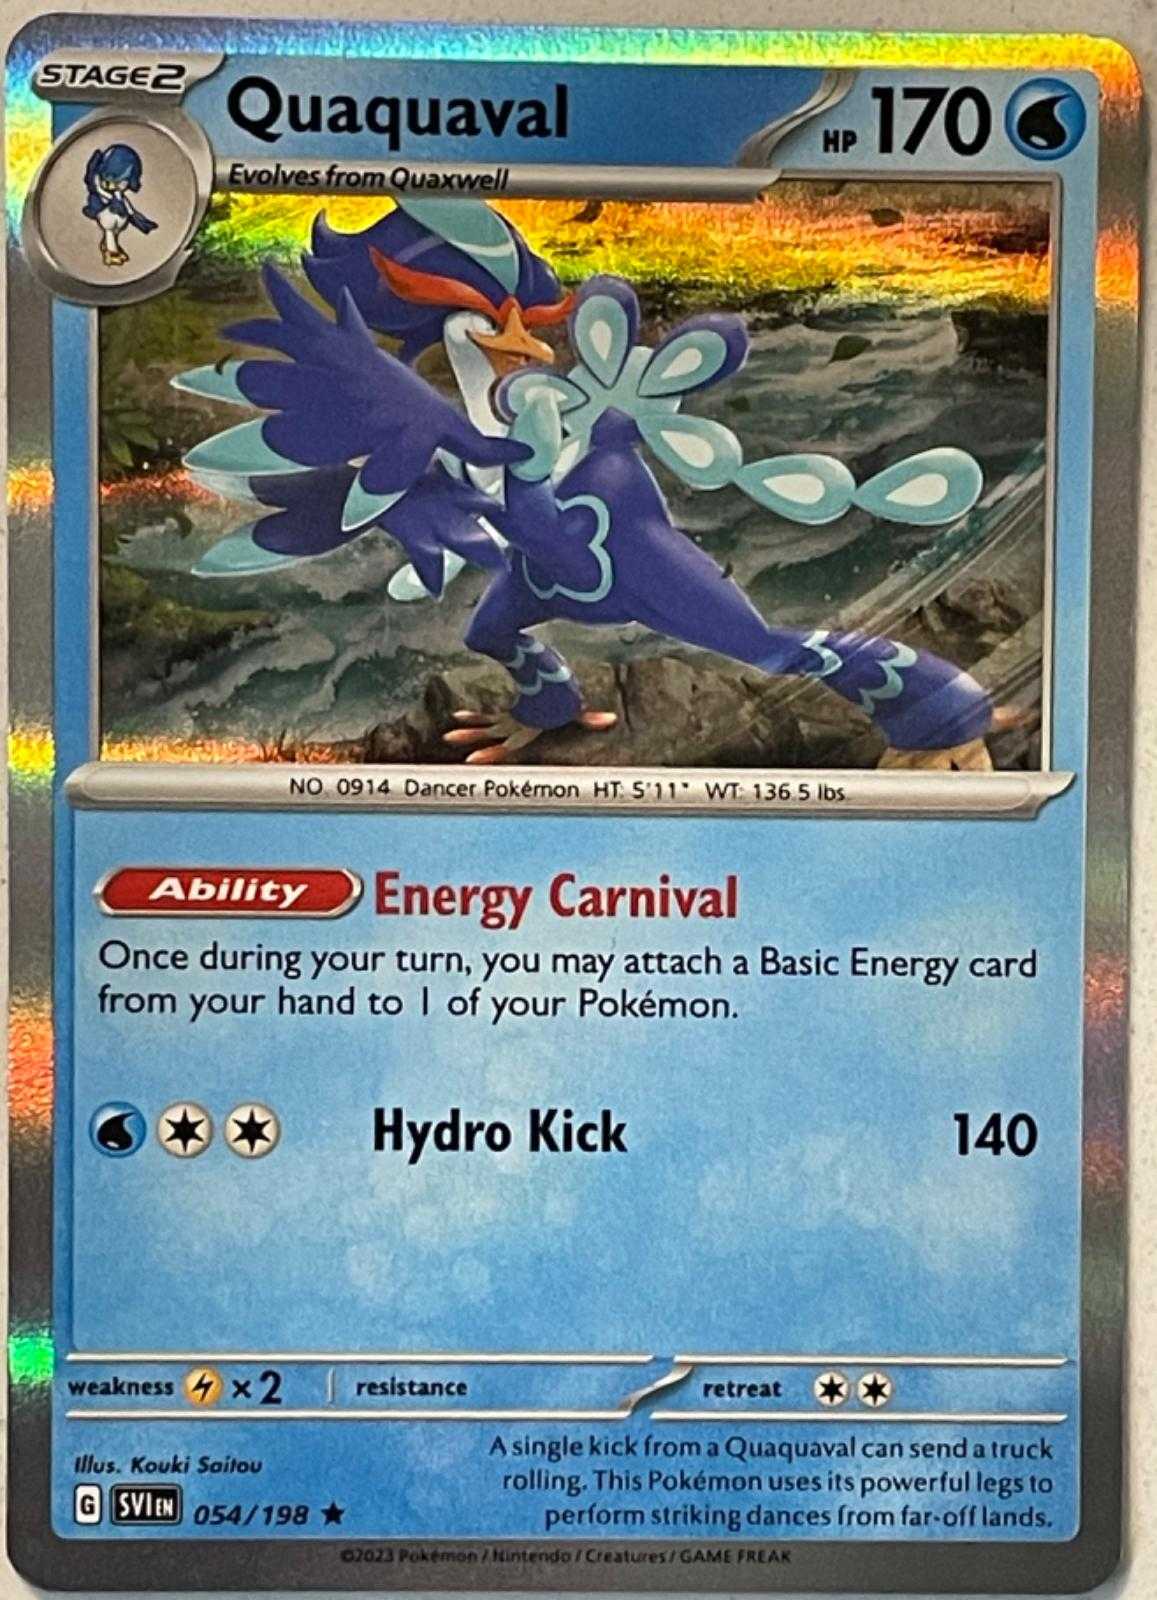 STAGE2
Quaquaval
HP 170
Evolves from Quaxwell
NO. 0914 Dancer Pokémon HT: 5'11" WT: 136.5 lbs.
Ability Energy Carnival
Once during your turn, you may attach a Basic Energy card
from your hand to 1 of your Pokémon.
Hydro Kick 140
weakness ×2 resistance retreat
Illus. Kouki Saitou
G SVI EN 054/198 ★
A single kick from a Quaquaval can send a truck
rolling. This Pokémon uses its powerful legs to
perform striking dances from far-off lands.
©2023 Pokémon / Nintendo / Creatures / GAME FREAK